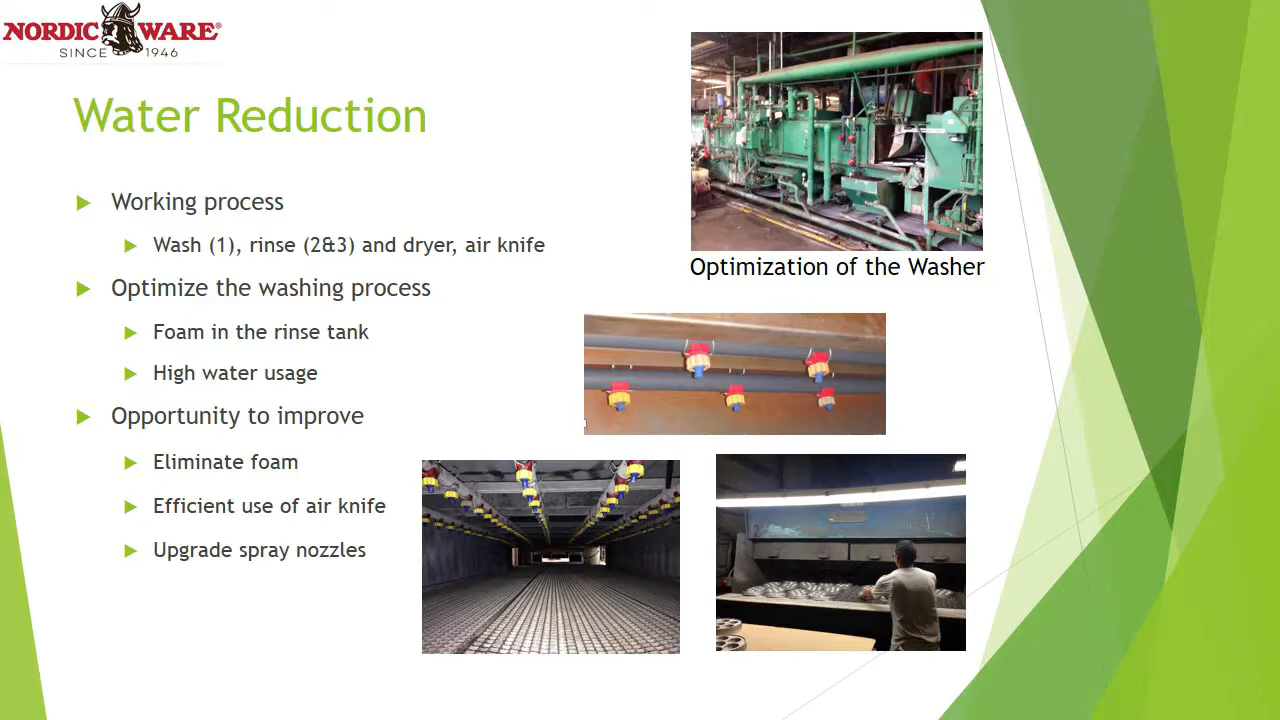 NORDIC WARE®
SINCE 1946
Water Reduction
Working process
Wash (1), rinse (2&3) and dryer, air knife
Optimize the washing process
Foam in the rinse tank
High water usage
Opportunity to improve
Eliminate foam
Efficient use of air knife
Upgrade spray nozzles
Optimization of the Washer